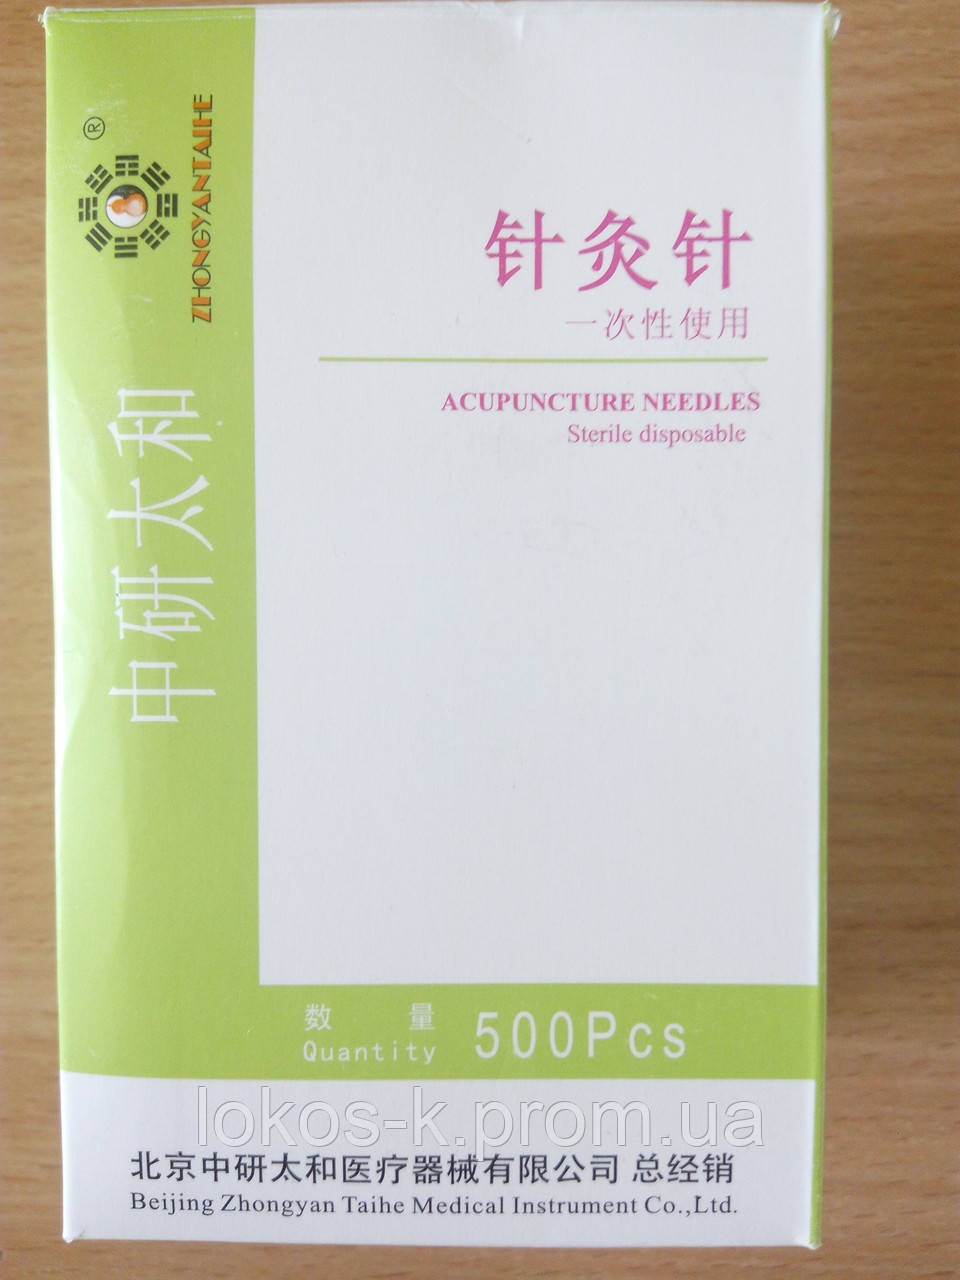 ®
ZHONGYANTAIHE
中研太和
针灸针
一次性使用
ACUPUNCTURE NEEDLES
Sterile disposable
数 量
Quantity
500Pcs
lokos-k.prom.ua
北京中研太和医疗器械有限公司 总经销
Beijing Zhongyan Taihe Medical Instrument Co.,Ltd.